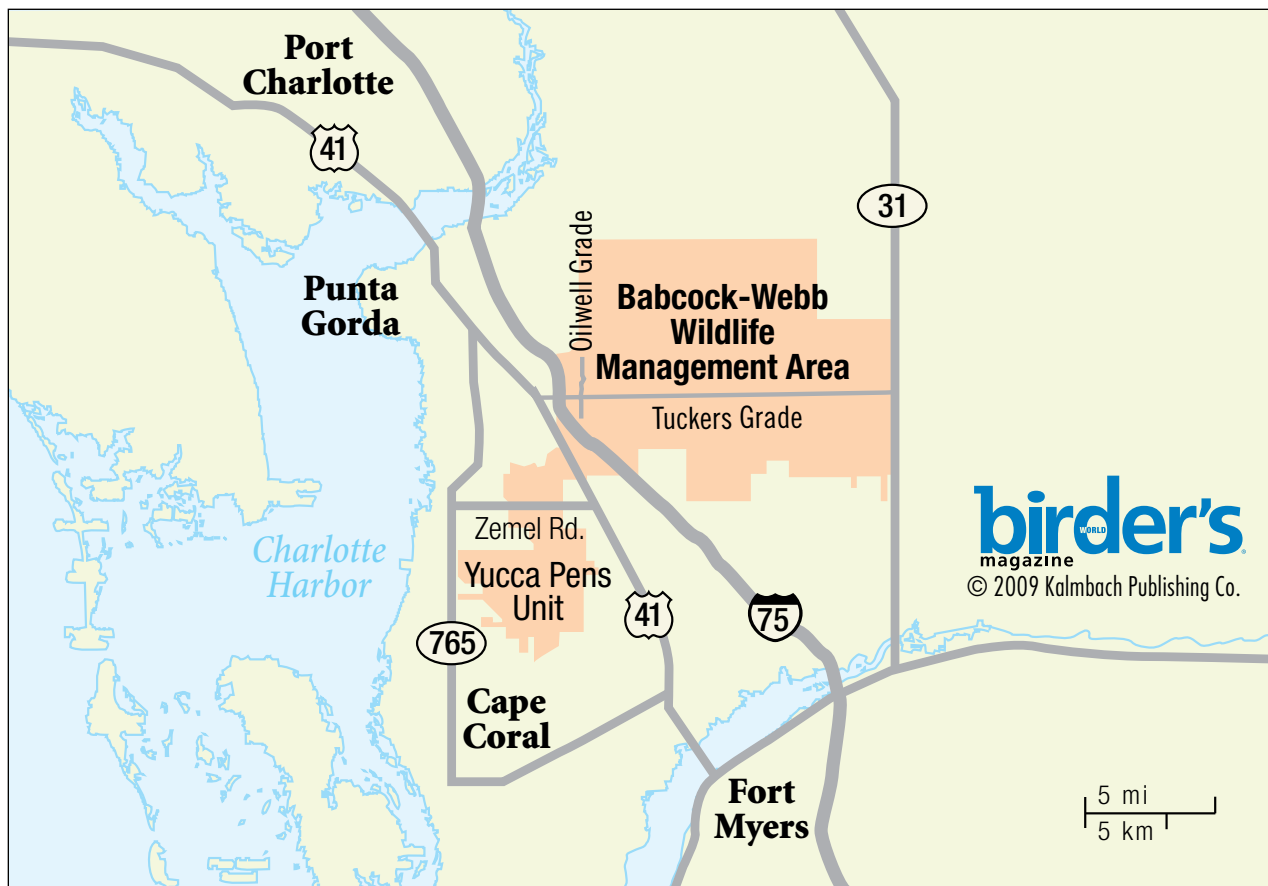 Port
Charlotte
41
31
Oilwell Grade
Punta
Gorda
Babcock-Webb
Wildlife
Management Area
Tuckers Grade
birder's
WORLD
magazine
© 2009 Kalmbach Publishing Co.
Zemel Rd.
Charlotte
Harbor
Yucca Pens
Unit
41
75
765
Cape
Coral
Fort
Myers
5 mi
5 km